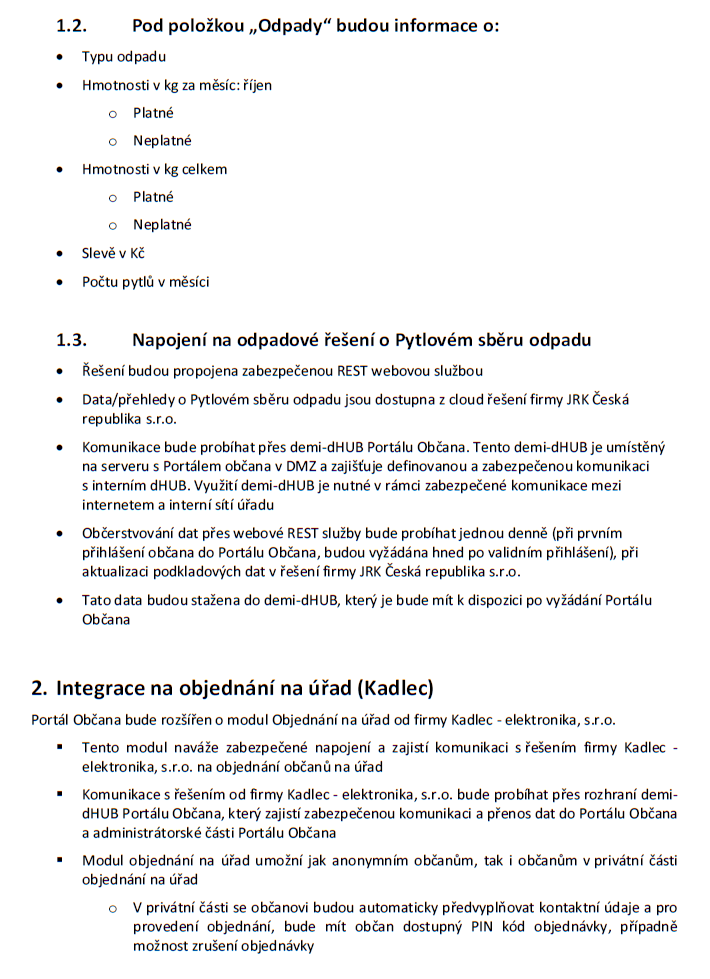 1.2. Pod položkou „Odpady“ budou informace o:
• Typu odpadu
• Hmotnosti v kg za měsíc: říjen
o Platné
o Neplatné
• Hmotnosti v kg celkem
o Platné
o Neplatné
• Slevě v Kč
• Počtu pytlů v měsíci
1.3. Napojení na odpadové řešení o Pytlovém sběru odpadu
• Řešení budou propojena zabezpečenou REST webovou službou
• Data/přehledy o Pytlovém sběru odpadu jsou dostupna z cloud řešení firmy JRK Česká
republika s.r.o.
• Komunikace bude probíhat přes demi-dHUB Portálu Občana. Tento demi-dHUB je umístěný
na serveru s Portálem občana v DMZ a zajišťuje definovanou a zabezpečenou komunikaci
s interním dHUB. Využití demi-dHUB je nutné v rámci zabezpečené komunikace mezi
internetem a interní sítí úřadu
• Občerstvování dat přes webové REST služby bude probíhat jednou denně (při prvním
přihlášení občana do Portálu Občana, budou vyžádána hned po validním přihlášení), při
aktualizaci podkladových dat v řešení firmy JRK Česká republika s.r.o.
• Tato data budou stažena do demi-dHUB, který je bude mít k dispozici po vyžádání Portálu
Občana
2. Integrace na objednání na úřad (Kadlec)
Portál Občana bude rozšířen o modul Objednání na úřad od firmy Kadlec - elektronika, s.r.o.
▪ Tento modul naváže zabezpečené napojení a zajistí komunikaci s řešením firmy Kadlec -
elektronika, s.r.o. na objednání občanů na úřad
▪ Komunikace s řešením od firmy Kadlec - elektronika, s.r.o. bude probíhat přes rozhraní demi-
dHUB Portálu Občana, který zajistí zabezpečenou komunikaci a přenos dat do Portálu Občana
a administrátorské části Portálu Občana
▪ Modul objednání na úřad umožní jak anonymním občanům, tak i občanům v privátní části
objednání na úřad
o V privátní části se občanovi budou automaticky předvyplňovat kontaktní údaje a pro
provedení objednání, bude mít občan dostupný PIN kód objednávky, případně
možnost zrušení objednávky